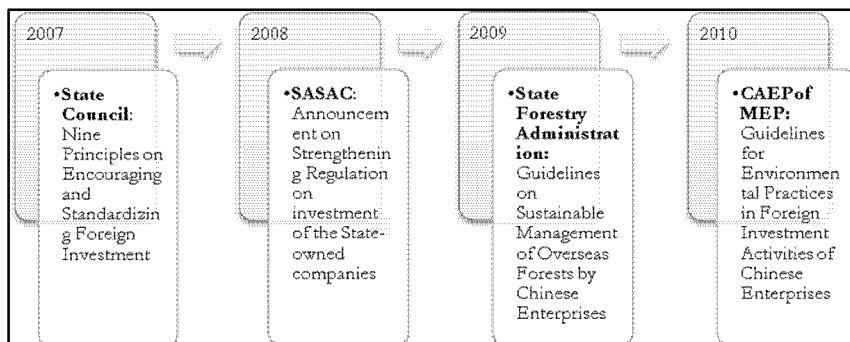 2007
•State
Council:
Nine
Principles on
Encouraging
and
Standardizin
g Foreign
Investment
2008
•SASAC:
Announcem
ent on
Strengthenin
g Regulation
on
investment
of the State-
owned
companies
2009
•State
Forestry
Administrat
ion:
Guidelines
on
Sustainable
Management
of Overseas
Forests by
Chinese
Enterprises
2010
•CAEPof
MEP:
Guidelines
for
Environmen
tal Practices
in Foreign
Investment
Activities of
Chinese
Enterprises